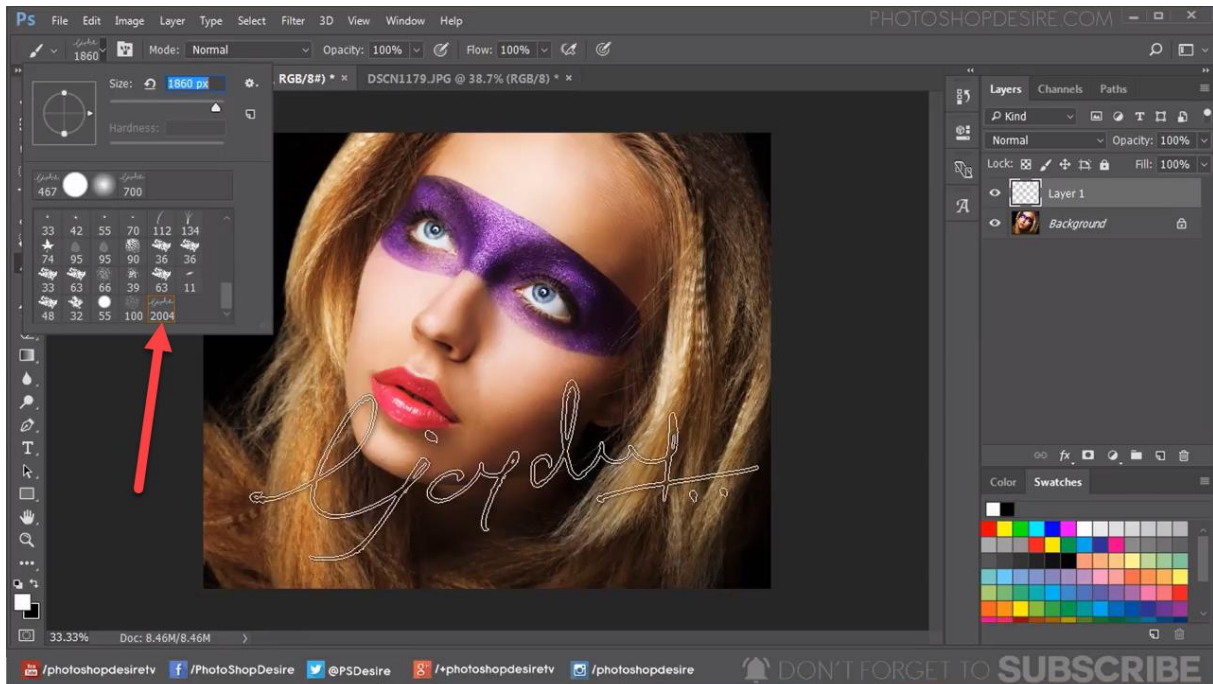 Ps File Edit Image Layer Type Select Filter 3D View Window Help
PHOTOSHOPDESIRE.COM
1860 Mode: Normal Opacity: 100% Flow: 100%
Size: 1860 px
Hardness:
RGB/8#) * × DSCN1179.JPG @ 38.7% (RGB/8) * ×
467 700
33 42 55 70 112 134
74 95 95 90 36 36
33 63 66 39 63 11
48 32 55 100 2004
Layers Channels Paths
Kind
Normal Opacity: 100%
Lock: Fill: 100%
Layer 1
Background
Color Swatches
33.33% Doc: 8.46M/8.46M
/photoshopdesiretv /PhotoShopDesire @PSDesire /+photoshopdesiretv /photoshopdesire DON'T FORGET TO SUBSCRIBE